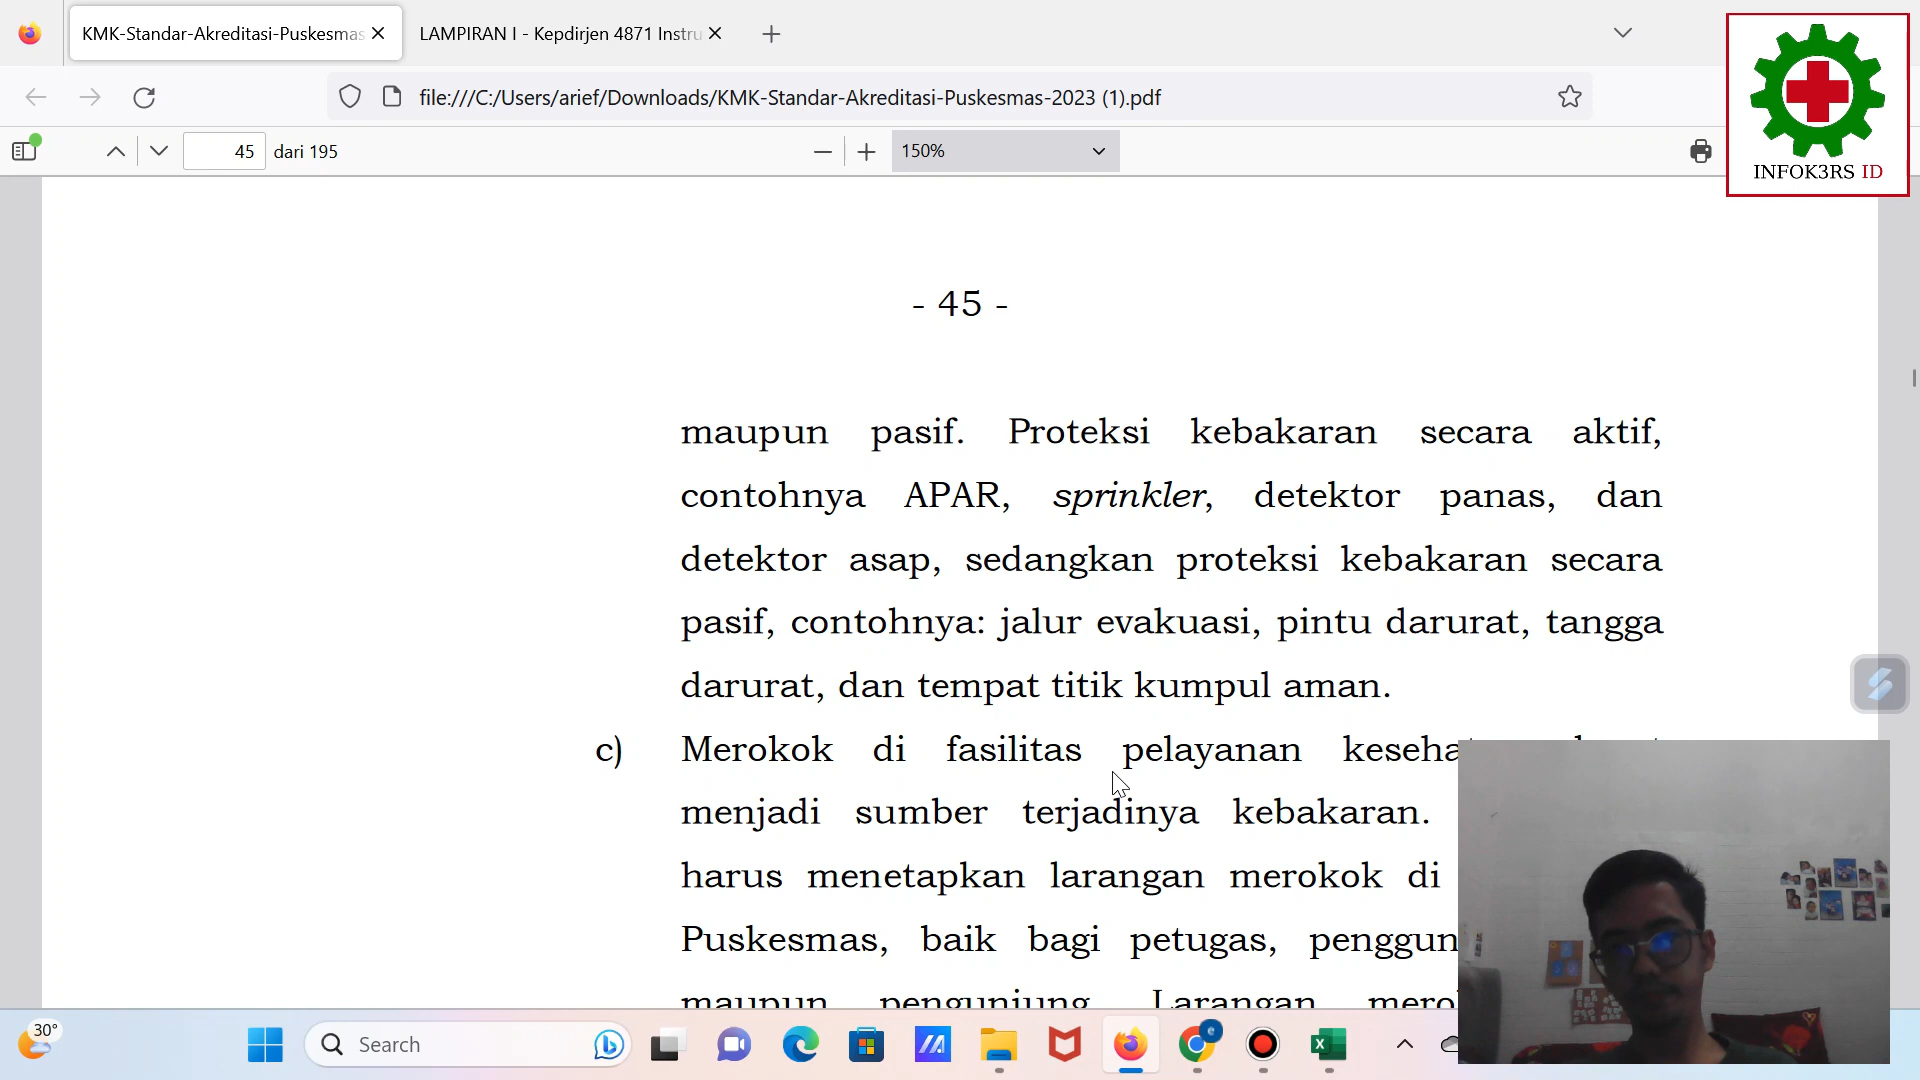 KMK-Standar-Akreditasi-Puskesmas
LAMPIRAN I - Kepdirjen 4871 Instru
file:///C:/Users/arief/Downloads/KMK-Standar-Akreditasi-Puskesmas-2023 (1).pdf
45 dari 195
150%
INFOK3RS ID
- 45 -
maupun pasif. Proteksi kebakaran secara aktif,
contohnya APAR, sprinkler, detektor panas, dan
detektor asap, sedangkan proteksi kebakaran secara
pasif, contohnya: jalur evakuasi, pintu darurat, tangga
darurat, dan tempat titik kumpul aman.
c) Merokok di fasilitas pelayanan keseha
menjadi sumber terjadinya kebakaran.
harus menetapkan larangan merokok di
Puskesmas, baik bagi petugas, penggun
maupun pengunjung. Larangan mero
30°
Search